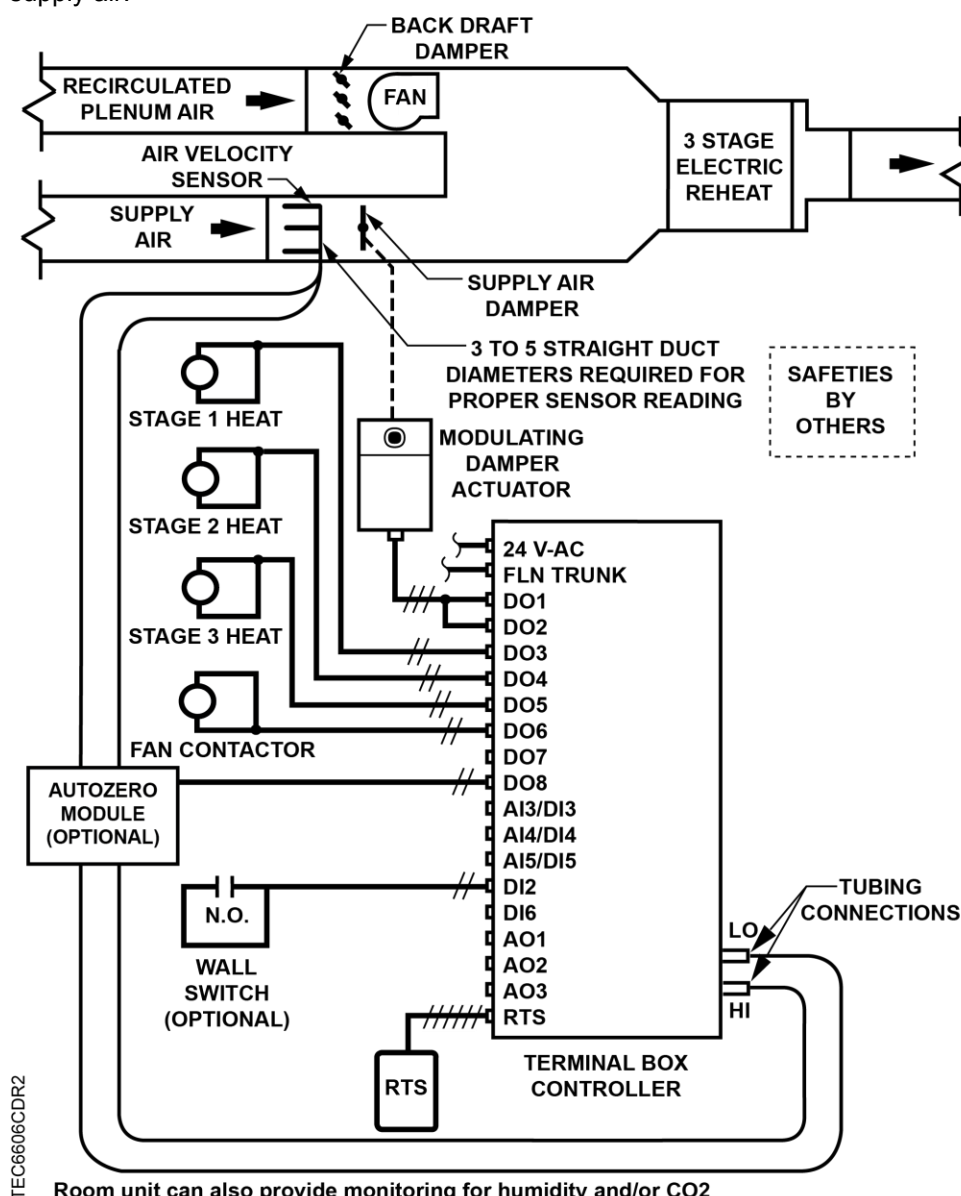 supply air.
BACK DRAFT
DAMPER
RECIRCULATED
PLENUM AIR
FAN
AIR VELOCITY
SENSOR
3 STAGE
ELECTRIC
REHEAT
SUPPLY
AIR
SUPPLY AIR
DAMPER
3 TO 5 STRAIGHT DUCT
DIAMETERS REQUIRED FOR
PROPER SENSOR READING
SAFETIES
BY
OTHERS
STAGE 1 HEAT
MODULATING
DAMPER
ACTUATOR
STAGE 2 HEAT
STAGE 3 HEAT
FAN CONTACTOR
24 V-AC
FLN TRUNK
DO1
DO2
DO3
DO4
DO5
DO6
DO7
DO8
AI3/DI3
AI4/DI4
AI5/DI5
DI2
DI6
AO1
AO2
AO3
RTS
AUTOZERO
MODULE
(OPTIONAL)
N.O.
WALL
SWITCH
(OPTIONAL)
TUBING
CONNECTIONS
LO
HI
RTS
TERMINAL BOX
CONTROLLER
TEC6606CDR2
Room unit can also provide monitoring for humidity and/or CO2